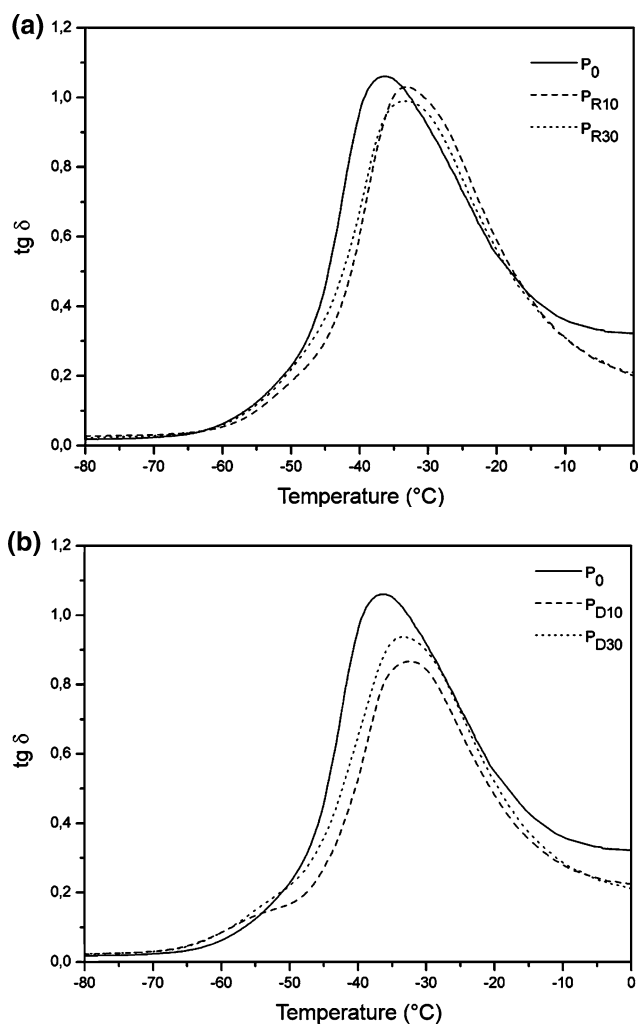 (a)
1,2
1,0
0,8
0,6
0,4
0,2
0,0
tg δ
P0
PR10
PR30
-80 -70 -60 -50 -40 -30 -20 -10 0
Temperature (°C)
(b)
1,2
1,0
0,8
0,6
0,4
0,2
0,0
tg δ
P0
PD10
PD30
-80 -70 -60 -50 -40 -30 -20 -10 0
Temperature (°C)